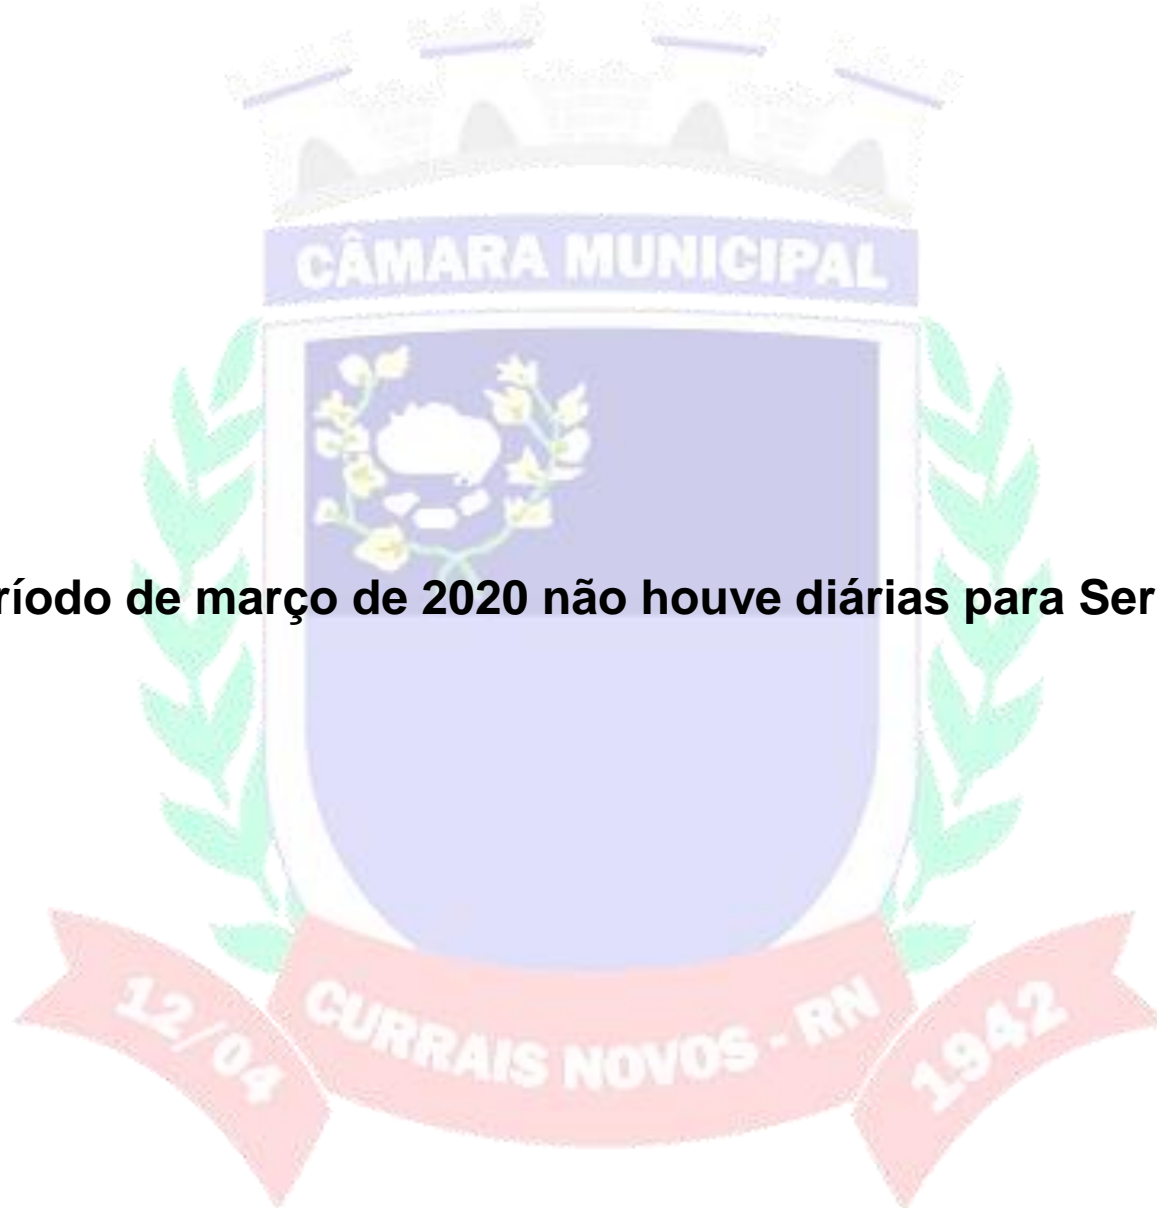 CÂMARA MUNICIPAL
ríodo de março de 2020 não houve diárias para Ser
12/04
CURRAIS NOVOS - RN
1942